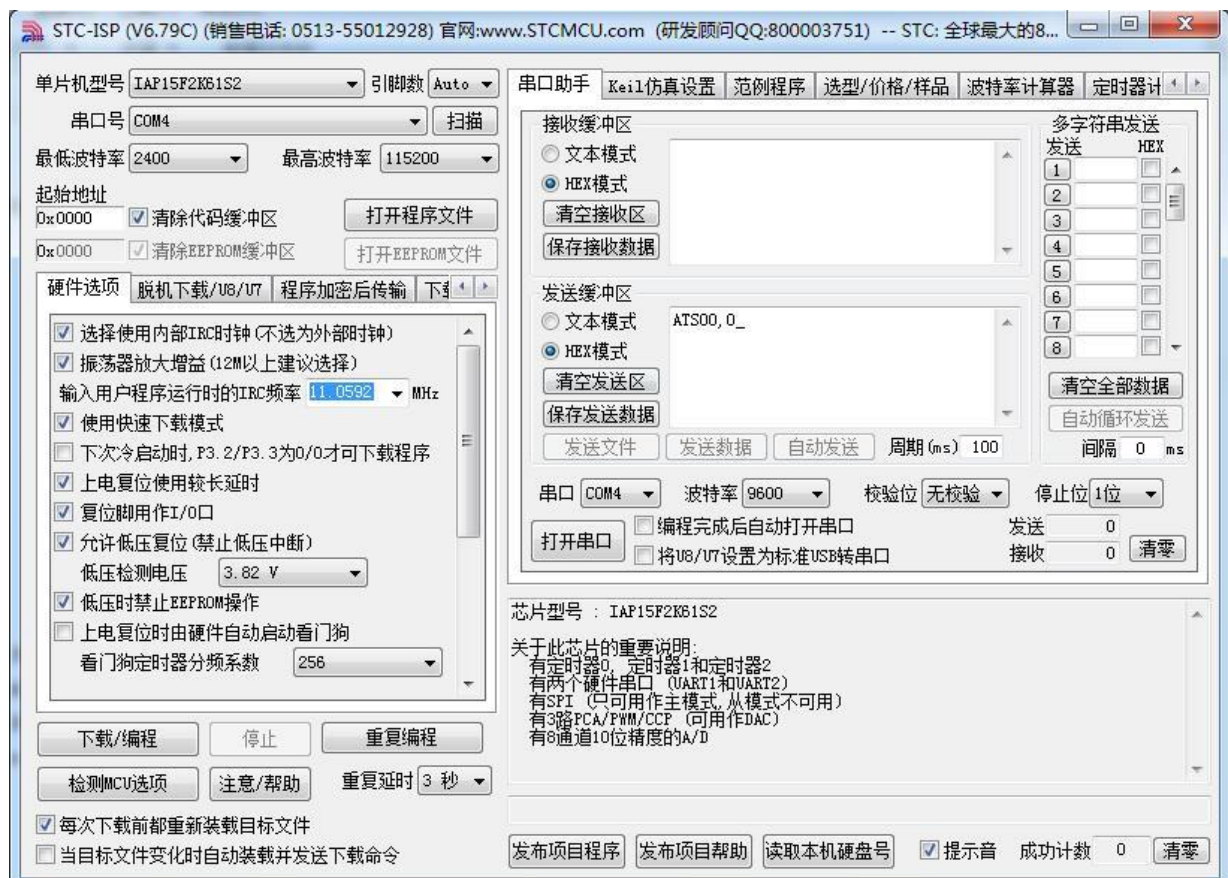 STC-ISP (V6.79C) (销售电话: 0513-55012928) 官网:www.STCMCU.com (研发顾问QQ:800003751) -- STC: 全球最大的8...
单片机型号 IAP15F2K61S2 引脚数 Auto
串口号 COM4 扫描
最低波特率 2400 最高波特率 115200
起始地址
0x0000 清除代码缓冲区 打开程序文件
0x0000 清除EEPROM缓冲区 打开EEPROM文件
硬件选项 脱机下载/U8/U7 程序加密后传输
选择使用内部IRC时钟(不选为外部时钟)
振荡器放大增益(12M以上建议选择)
输入用户程序运行时的IRC频率 11.0592 MHz
使用快速下载模式
下次冷启动时,P3.2/P3.3为0/0才可下载程序
上电复位使用较长延时
复位脚用作I/O口
允许低压复位(禁止低压中断)
低压检测电压 3.82 V
低压时禁止EEPROM操作
上电复位时由硬件自动启动看门狗
看门狗定时器分频系数 256
下载/编程 停止 重复编程
检测MCU选项 注意/帮助 重复延时 3 秒
每次下载前都重新装载目标文件
当目标文件变化时自动装载并发送下载命令
串口助手 Keil仿真设置 范例程序 选型/价格/样品 波特率计算器 定时器计
接收缓冲区
文本模式
HEX模式
清空接收区
保存接收数据
多字符串发送
发送 HEX
1
2
3
4
5
6
7
8
清空全部数据
自动循环发送
间隔 0 ms
发送缓冲区
文本模式 ATS00,0_
HEX模式
清空发送区
保存发送数据
发送文件 发送数据 自动发送 周期(ms) 100
串口 COM4 波特率 9600 校验位 无校验 停止位 1位
打开串口 编程完成后自动打开串口 发送 0
将U8/U7设置为标准USB转串口 接收 0 清零
芯片型号 : IAP15F2K61S2
关于此芯片的重要说明:
有定时器0, 定时器1和定时器2
有两个硬件串口 (UART1和UART2)
有SPI (只可用作主模式,从模式不可用)
有3路PCA/PWM/CCP (可用作DAC)
有8通道10位精度的A/D
发布项目程序 发布项目帮助 读取本机硬盘号 提示音 成功计数 0 清零